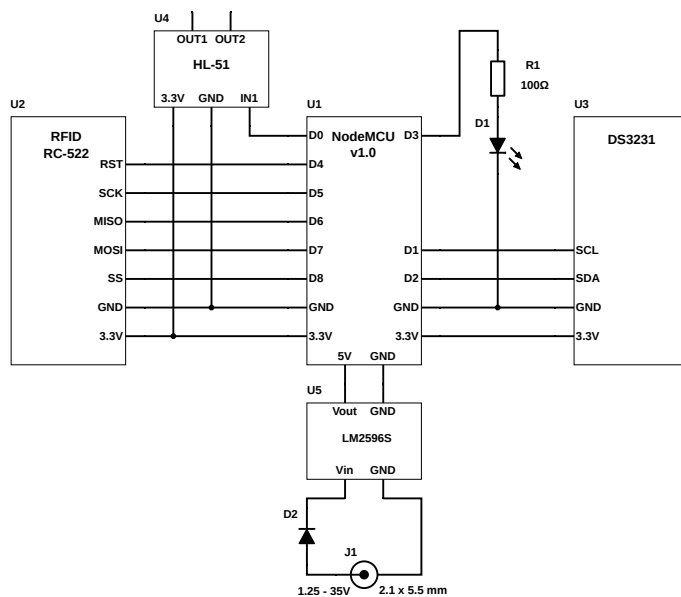 U4
OUT1 OUT2
HL-51
3.3V GND IN1
U2
RFID
RC-522
RST
SCK
MISO
MOSI
SS
GND
3.3V
U1
NodeMCU
v1.0
D0
D4
D5
D6
D7
D8
GND
3.3V
D3
D1
D2
GND
3.3V
5V GND
R1
100Ω
D1
U3
DS3231
SCL
SDA
GND
3.3V
U5
Vout GND
LM2596S
Vin GND
D2
J1
1.25 - 35V
2.1 x 5.5 mm